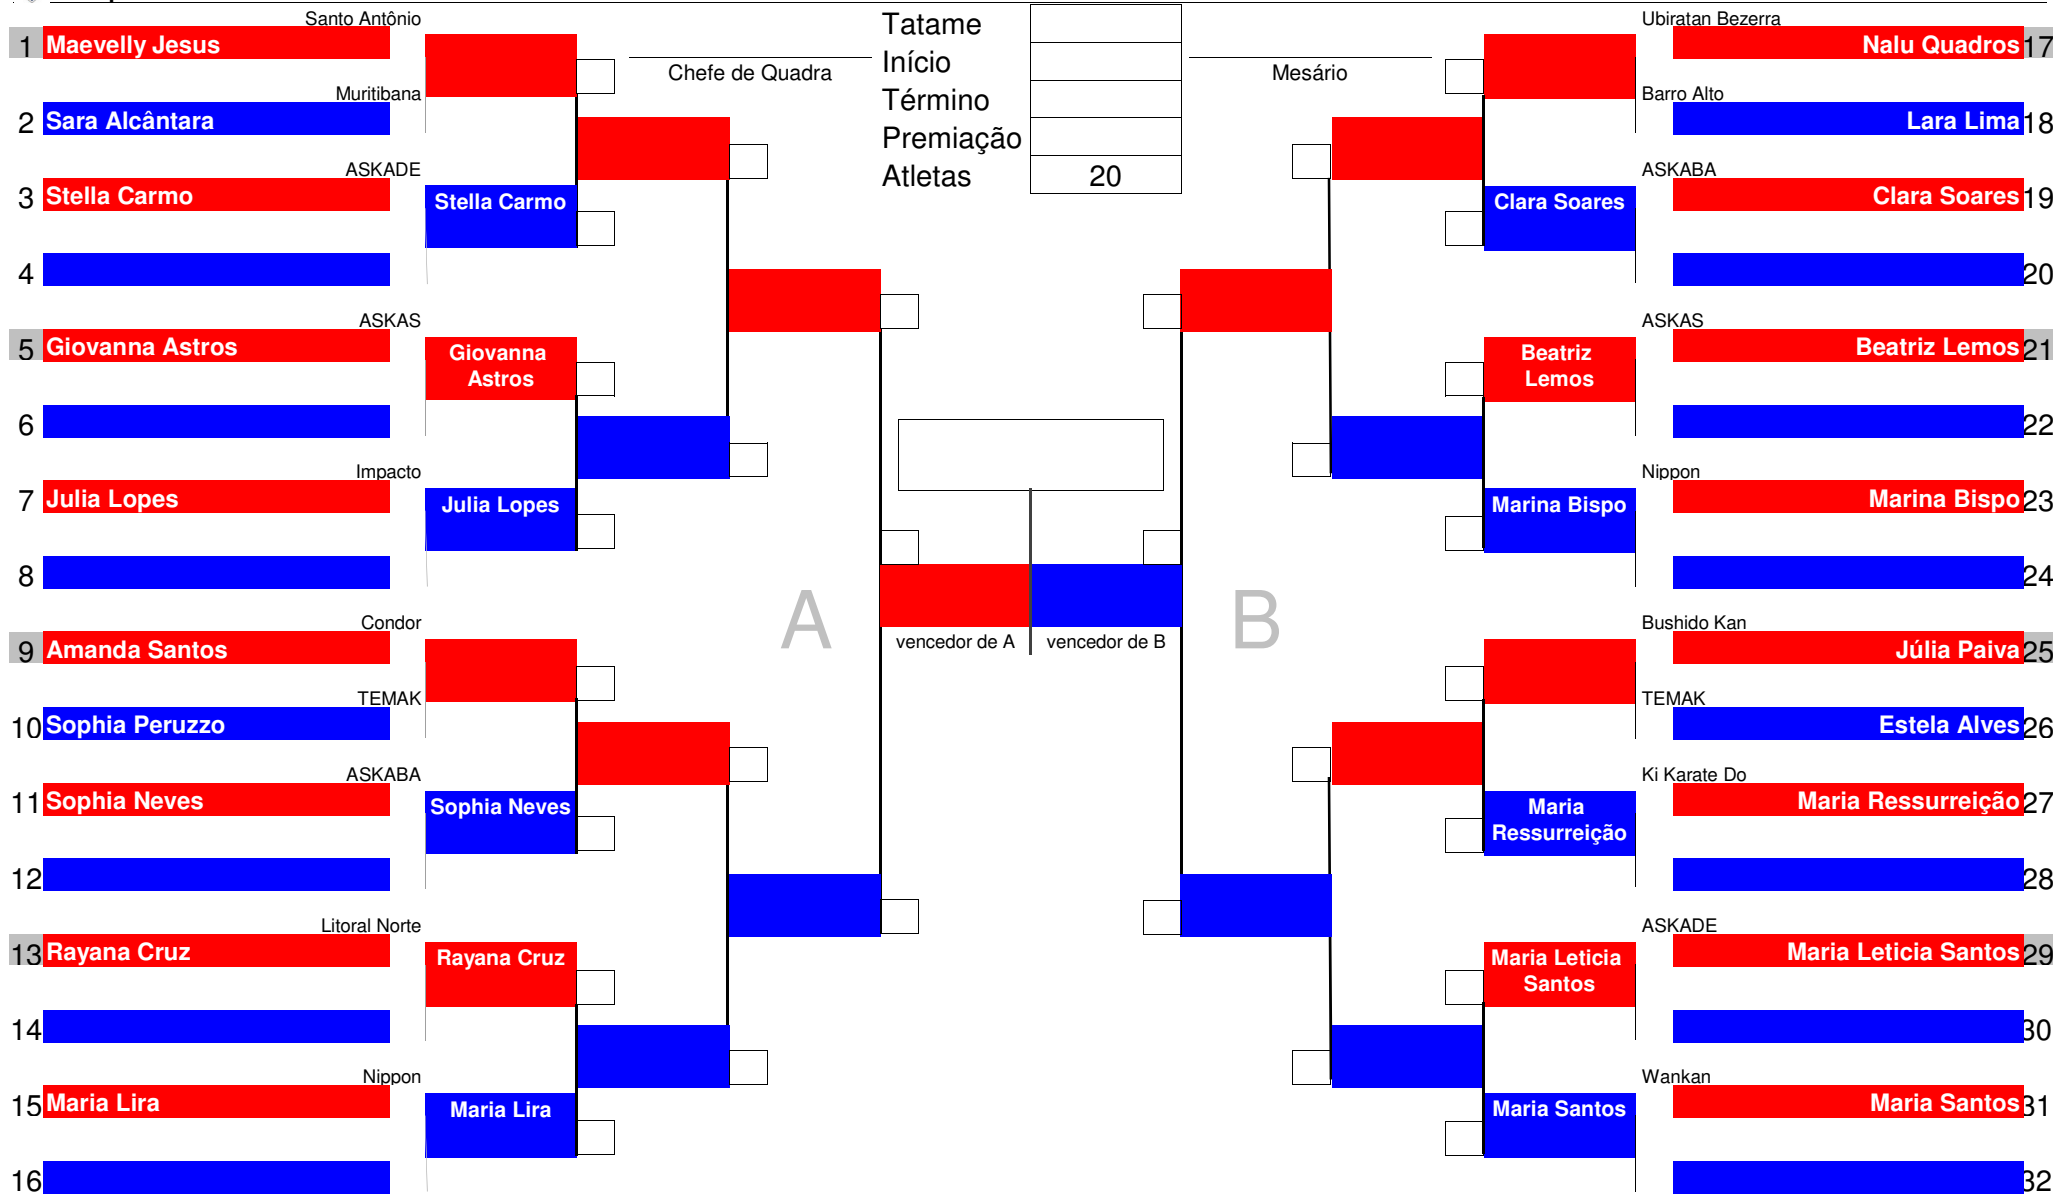 Santo Antônio
1 Maevelly Jesus
Muritibana
2 Sara Alcântara
ASKADE
3 Stella Carmo
Stella Carmo
4
ASKAS
5 Giovanna Astros
Giovanna
Astros
6
Impacto
7 Julia Lopes
Julia Lopes
8
Condor
9 Amanda Santos
TEMAK
10 Sophia Peruzzo
ASKABA
11 Sophia Neves
Sophia Neves
12
Litoral Norte
13 Rayana Cruz
Rayana Cruz
14
Nippon
15 Maria Lira
Maria Lira
16
Chefe de Quadra
Tatame
Início
Término
Premiação
Atletas 20
Mesário
A
vencedor de A
vencedor de B
B
Ubiratan Bezerra
Nalu Quadros 17
Barro Alto
Lara Lima 18
ASKABA
Clara Soares 19
Clara Soares
20
ASKAS
Beatriz Lemos 21
Beatriz
Lemos
22
Nippon
Marina Bispo 23
Marina Bispo
24
Bushido Kan
Júlia Paiva 25
TEMAK
Estela Alves 26
Ki Karate Do
Maria Ressurreição 27
Maria
Ressurreição
28
ASKADE
Maria Leticia Santos 29
Maria Leticia
Santos
30
Wankan
Maria Santos 31
Maria Santos
32